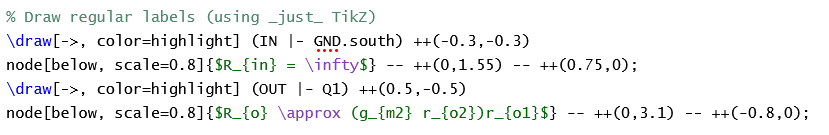 % Draw regular labels (using _just_ TikZ)
\draw[->, color=highlight] (IN |- GND.south) ++(-0.3,-0.3)
node[below, scale=0.8]{$R_{in} = \infty$} -- ++(0,1.55) -- ++(0.75,0);
\draw[->, color=highlight] (OUT |- Q1) ++(0.5,-0.5)
node[below, scale=0.8]{$R_{o} \approx (g_{m2} r_{o2})r_{o1}$} -- ++(0,3.1) -- ++(-0.8,0);